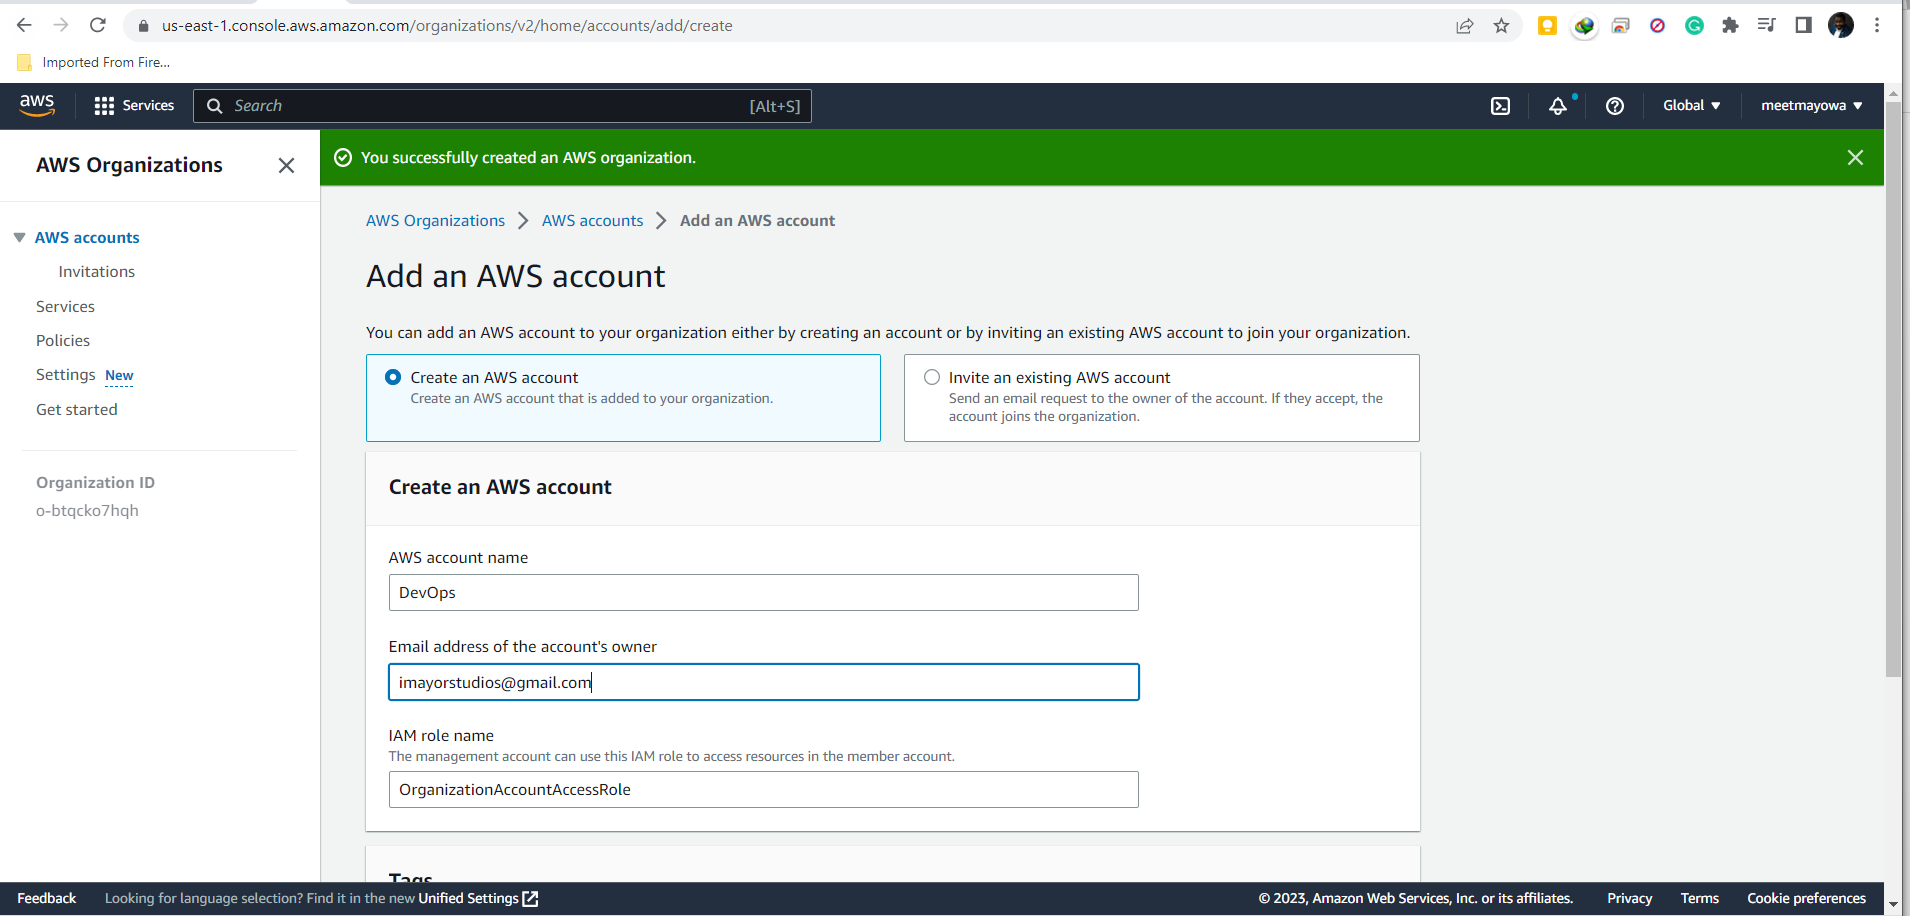 us-east-1.console.aws.amazon.com/organizations/v2/home/accounts/add/create
Imported From Fire...
aws
Services
Search
[Alt+S]
Global
meetmayowa
AWS Organizations
You successfully created an AWS organization.
AWS accounts
Invitations
Services
Policies
Settings New
Get started
Organization ID
o-btqcko7hqh
AWS Organizations > AWS accounts > Add an AWS account
Add an AWS account
You can add an AWS account to your organization either by creating an account or by inviting an existing AWS account to join your organization.
Create an AWS account
Create an AWS account that is added to your organization.
Invite an existing AWS account
Send an email request to the owner of the account. If they accept, the
account joins the organization.
Create an AWS account
AWS account name
DevOps
Email address of the account's owner
imayorstudios@gmail.com
IAM role name
The management account can use this IAM role to access resources in the member account.
OrganizationAccountAccessRole
Tags
Feedback
Looking for language selection? Find it in the new Unified Settings
© 2023, Amazon Web Services, Inc. or its affiliates.
Privacy
Terms
Cookie preferences